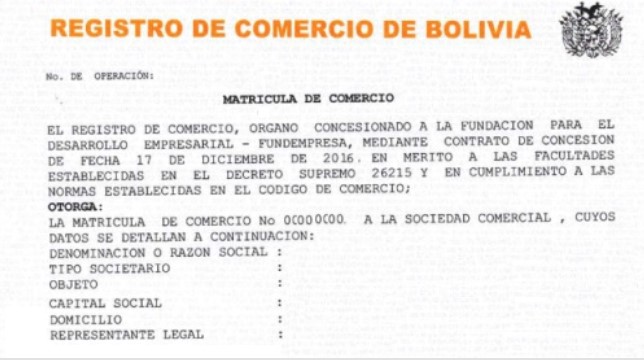 REGISTRO DE COMERCIO DE BOLIVIA
No. DE OPERACIÓN:
MATRICULA DE COMERCIO
EL REGISTRO DE COMERCIO, ORGANO CONCESIONADO A LA FUNDACION PARA EL
DESARROLLO EMPRESARIAL - FUNDEMPRESA, MEDIANTE CONTRATO DE CONCESION
DE FECHA 17 DE DICIEMBRE DE 2016. EN MERITO A LAS FACULTADES
ESTABLECIDAS EN EL DECRETO SUPREMO 26215 Y EN CUMPLIMIENTO A LAS
NORMAS ESTABLECIDAS EN EL CODIGO DE COMERCIO;
OTORGA:
LA MATRICULA DE COMERCIO No 00000000. A LA SOCIEDAD COMERCIAL , CUYOS
DATOS SE DETALLAN A CONTINUACION:
DENOMINACION O RAZON SOCIAL :
TIPO SOCIETARIO :
OBJETO :
CAPITAL SOCIAL :
DOMICILIO :
REPRESENTANTE LEGAL :